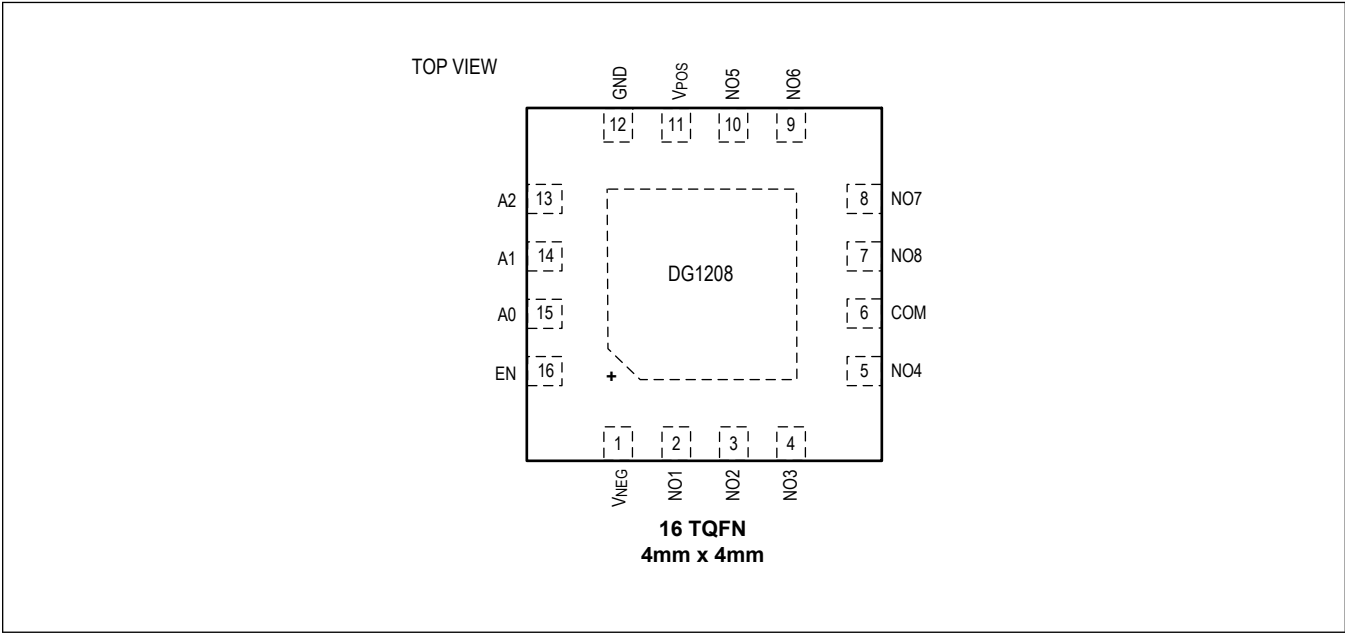 TOP VIEW
GND VPOS NO5 NO6
12 11 10 9
A2 13 8 NO7
A1 14 7 NO8
DG1208
A0 15 6 COM
EN 16 5 NO4
+
1 2 3 4
VNEG NO1 NO2 NO3
16 TQFN
4mm x 4mm